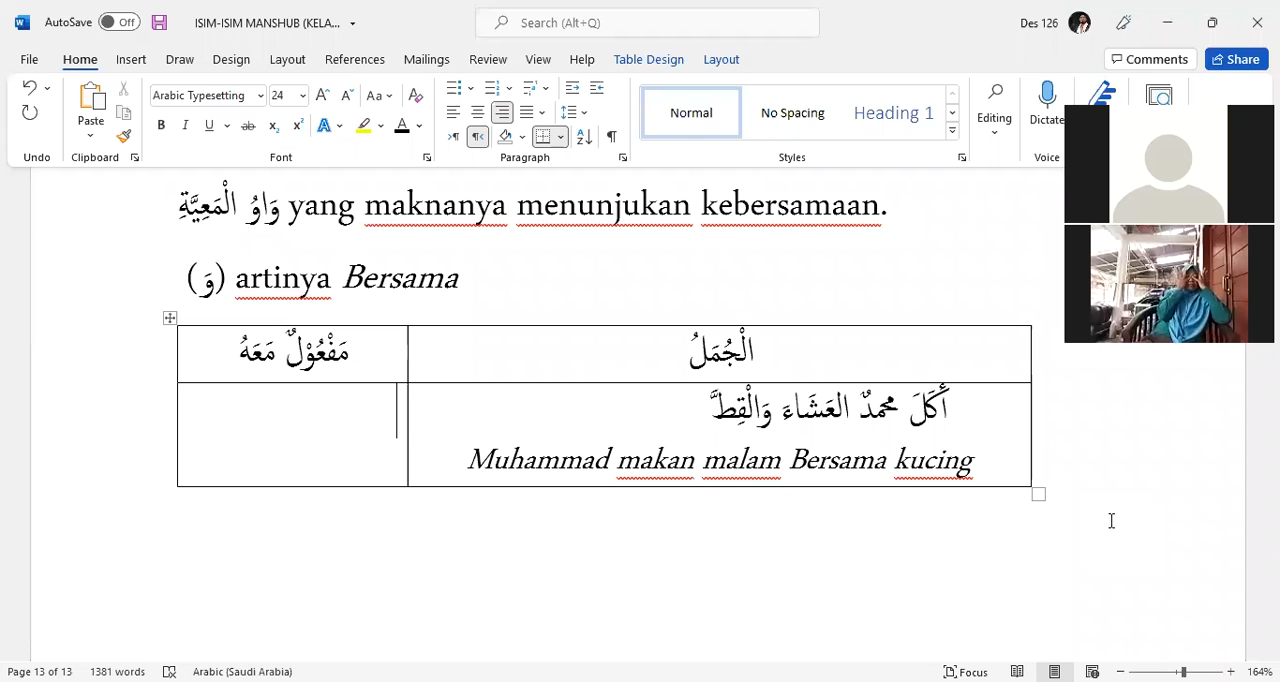 AutoSave Off ISIM-ISIM MANSHUB (KELA... Search (Alt+Q) Des 126
File Home Insert Draw Design Layout References Mailings Review View Help Table Design Layout Comments Share
Paste Arabic Typesetting 24 Aa Normal No Spacing Heading 1 Editing Dictate
Undo Clipboard Font Paragraph Styles Voice
وَاوُ الْمَعِيَّةِ yang maknanya menunjukan kebersamaan.
(وَ) artinya Bersama
الْجُمَلُ
مَفْعُوْلٌ مَعَهُ
أَكَلَ محمدٌ العَشَاءَ وَالْقِطَّ
Muhammad makan malam Bersama kucing
Page 13 of 13 1381 words Arabic (Saudi Arabia) Focus 164%